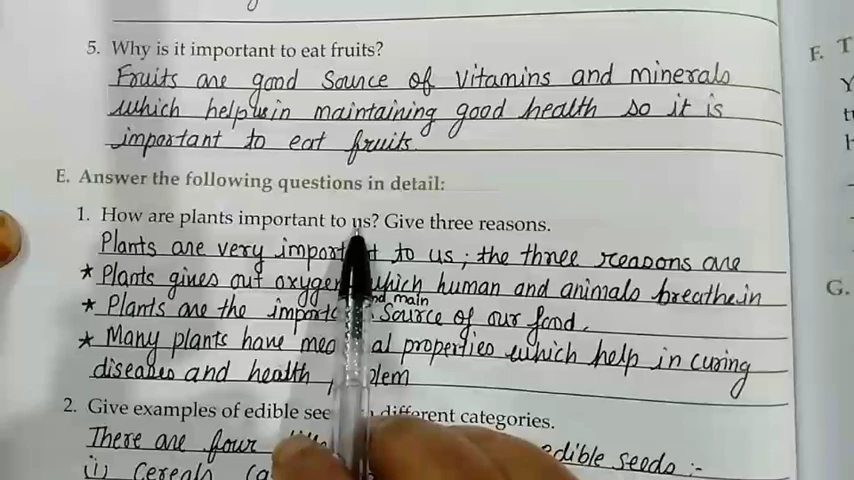 5. Why is it important to eat fruits?
Fruits are good source of vitamins and minerals
which help us in maintaining good health so it is
important to eat fruits.
E. Answer the following questions in detail:
1. How are plants important to us? Give three reasons.
Plants are very important to us; the three reasons are
* Plants gives out oxygen which human and animals breathe in
and main
* Plants are the source of our food.
* Many plants have properties which help in curing
diseases and health
2. Give examples of edible different categories.
There are four edible seeds :-
(i) Cereals
F. T
Y
G.